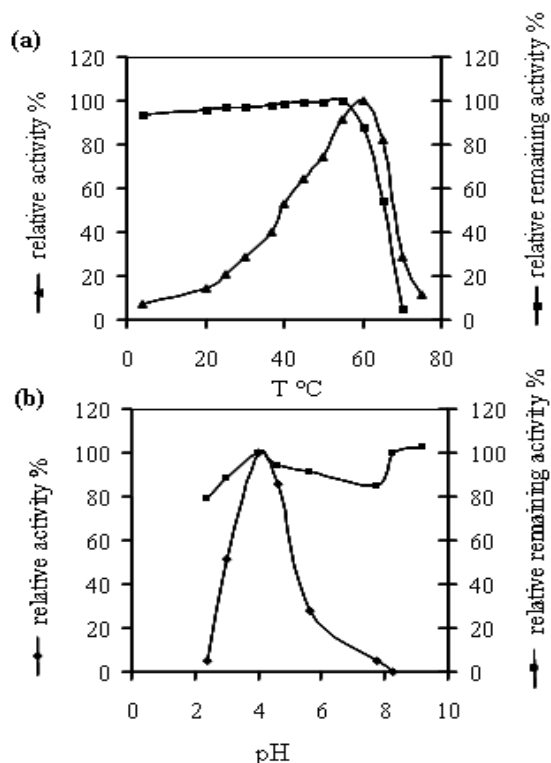 (a)
120 120
100 100
80 80
60 60
40 40
20 20
0 0
0 20 40 60 80
T °C
relative activity %
relative remaining activity %
(b)
120 120
100 100
80 80
60 60
40 40
20 20
0 0
0 2 4 6 8 10
pH
relative activity %
relative remaining activity %